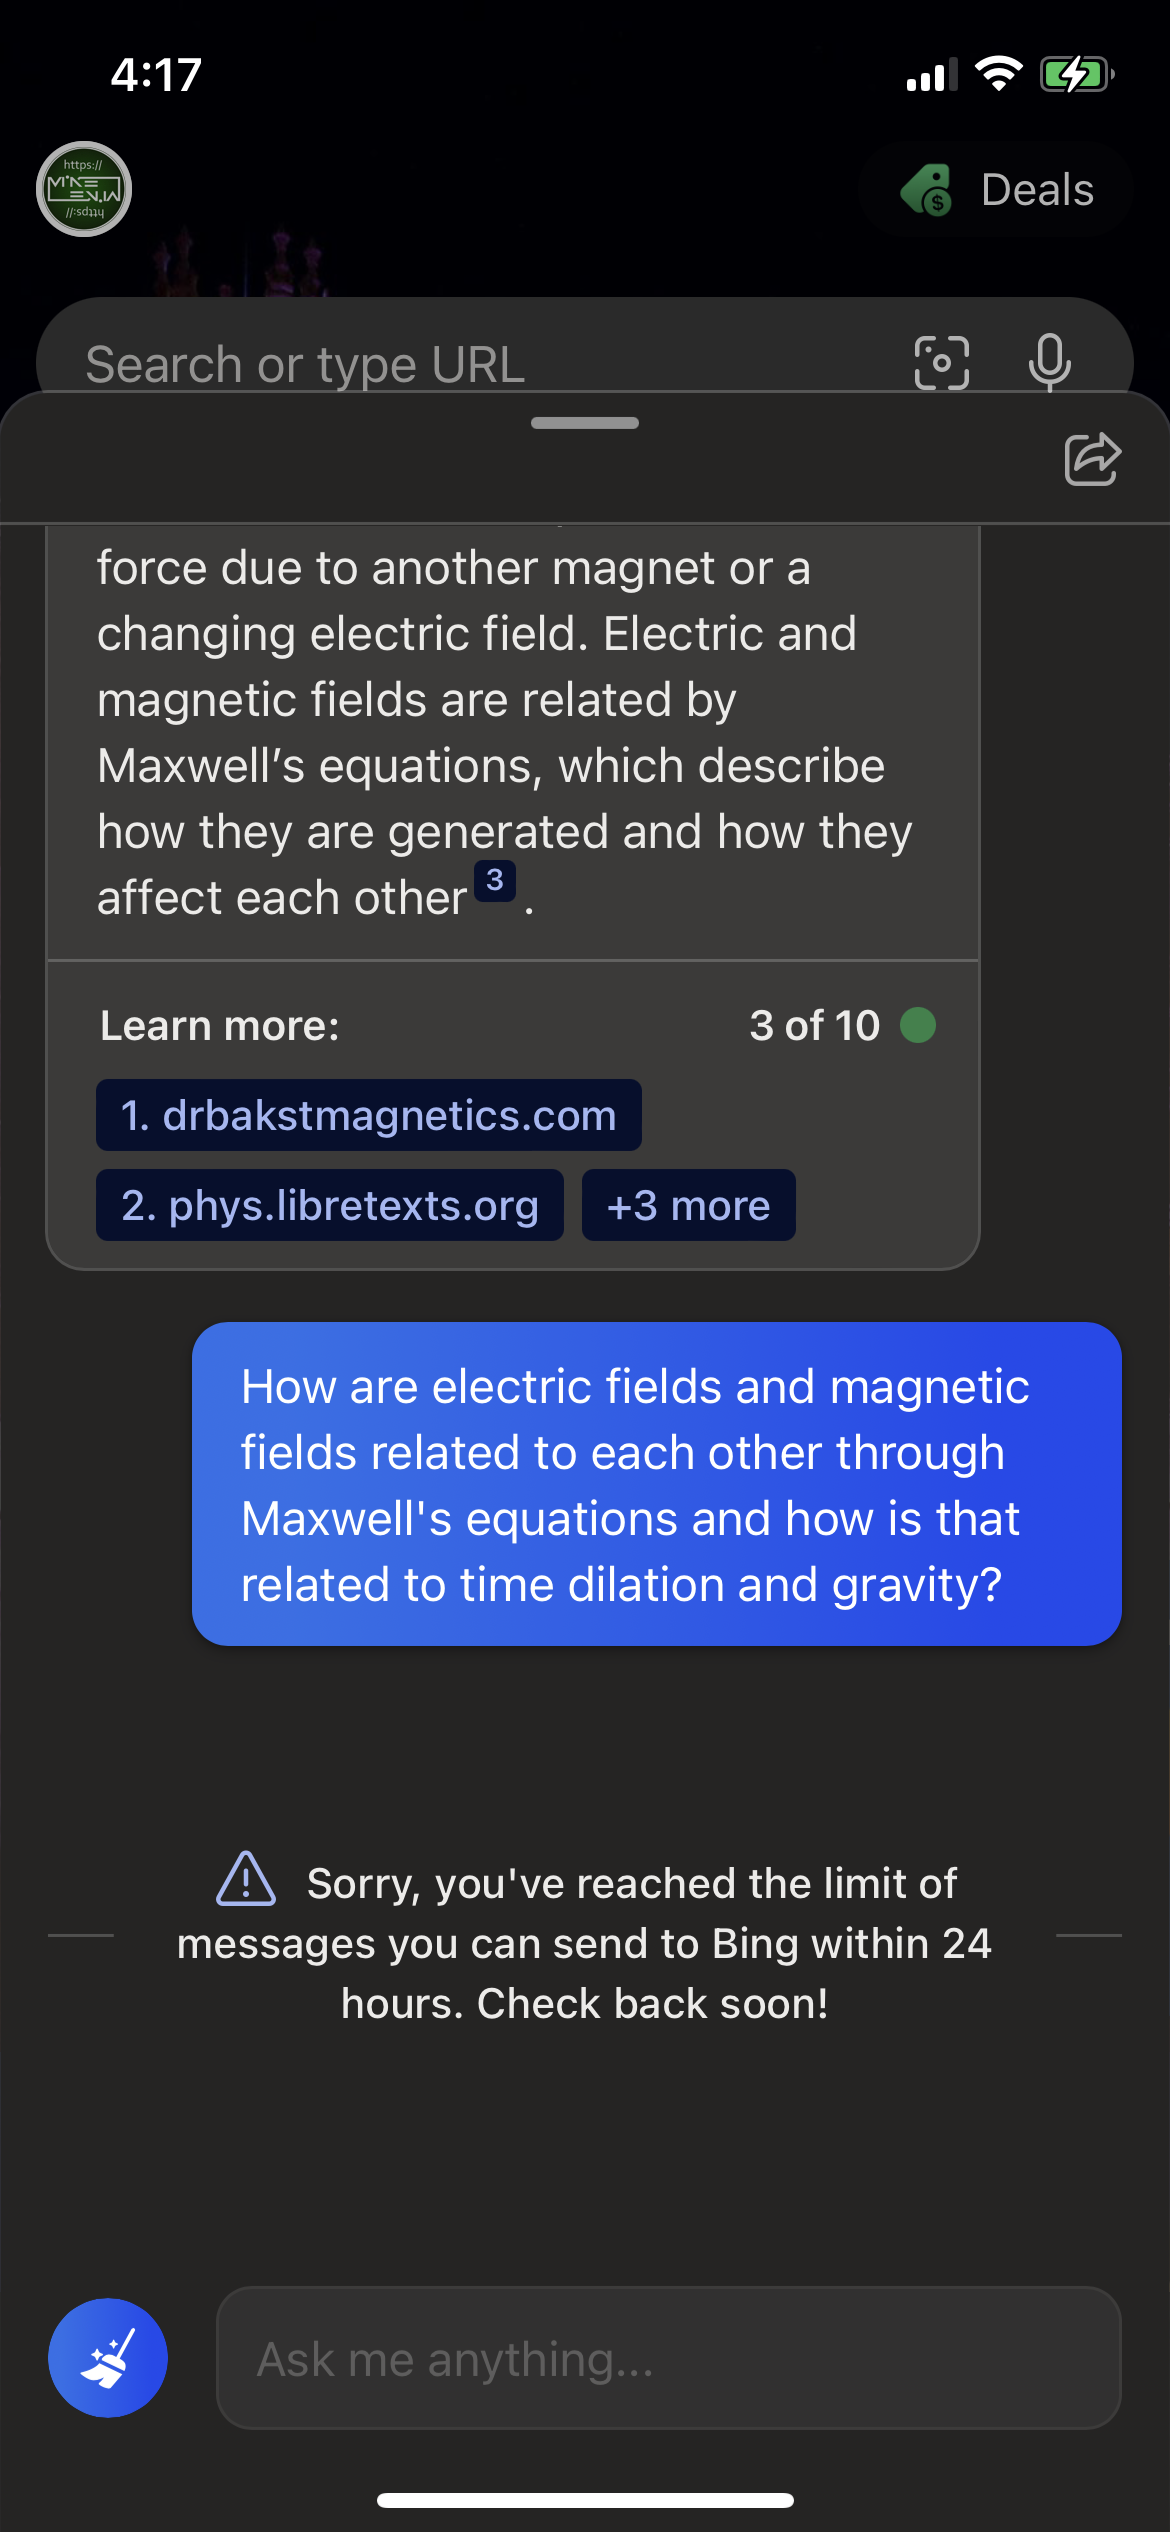 4:17
https://
Deals
Search or type URL
force due to another magnet or a
changing electric field. Electric and
magnetic fields are related by
Maxwell’s equations, which describe
how they are generated and how they
affect each other 3 .
Learn more:
3 of 10
1. drbakstmagnetics.com
2. phys.libretexts.org
+3 more
How are electric fields and magnetic
fields related to each other through
Maxwell's equations and how is that
related to time dilation and gravity?
Sorry, you've reached the limit of
messages you can send to Bing within 24
hours. Check back soon!
Ask me anything...